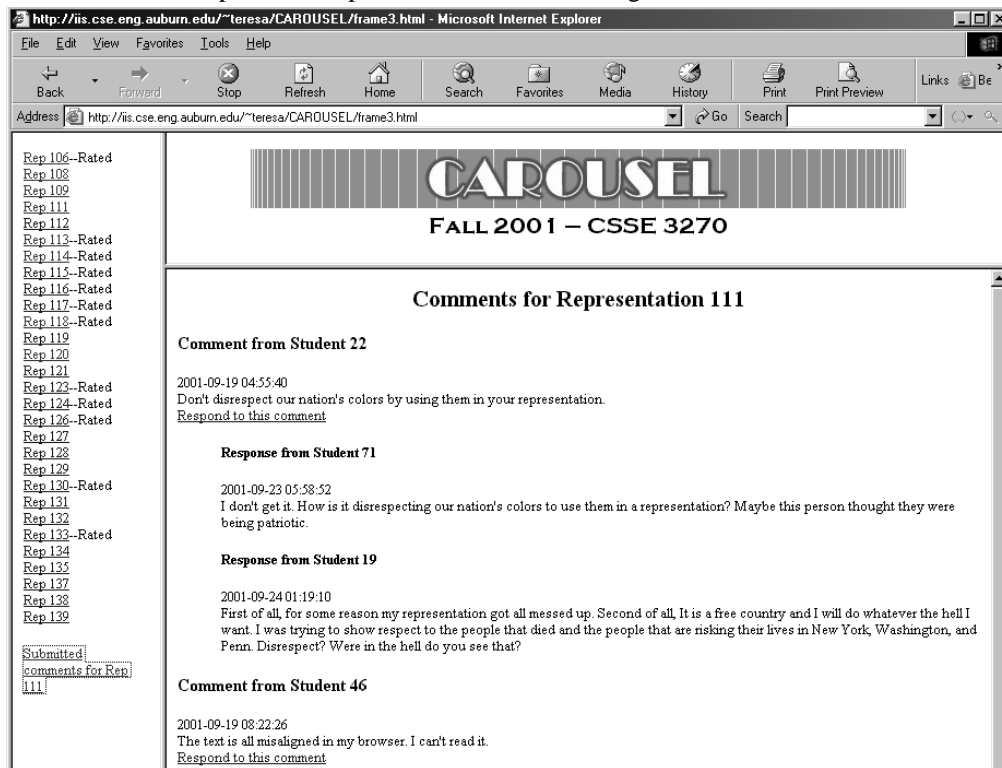 http://iis.cse.eng.auburn.edu/~teresa/CAROUSEL/frame3.html - Microsoft Internet Explorer
File Edit View Favorites Tools Help
Back Forward Stop Refresh Home Search Favorites Media History Print Print Preview Links Be
Address http://iis.cse.eng.auburn.edu/~teresa/CAROUSEL/frame3.html Go Search
Rep 106--Rated
Rep 108
Rep 109
Rep 111
Rep 112
Rep 113--Rated
Rep 114--Rated
Rep 115--Rated
Rep 116--Rated
Rep 117--Rated
Rep 118--Rated
Rep 119
Rep 120
Rep 121
Rep 123--Rated
Rep 124--Rated
Rep 126--Rated
Rep 127
Rep 128
Rep 129
Rep 130--Rated
Rep 131
Rep 132
Rep 133--Rated
Rep 134
Rep 135
Rep 137
Rep 138
Rep 139
Submitted
comments for Rep
111
CAROUSEL
FALL 2001 – CSSE 3270
Comments for Representation 111
Comment from Student 22
2001-09-19 04:55:40
Don't disrespect our nation's colors by using them in your representation.
Respond to this comment
Response from Student 71
2001-09-23 05:58:52
I don't get it. How is it disrespecting our nation's colors to use them in a representation? Maybe this person thought they were
being patriotic.
Response from Student 19
2001-09-24 01:19:10
First of all, for some reason my representation got all messed up. Second of all, It is a free country and I will do whatever the hell I
want. I was trying to show respect to the people that died and the people that are risking their lives in New York, Washington, and
Penn. Disrespect? Were in the hell do you see that?
Comment from Student 46
2001-09-19 08:22:26
The text is all misaligned in my browser. I can't read it.
Respond to this comment